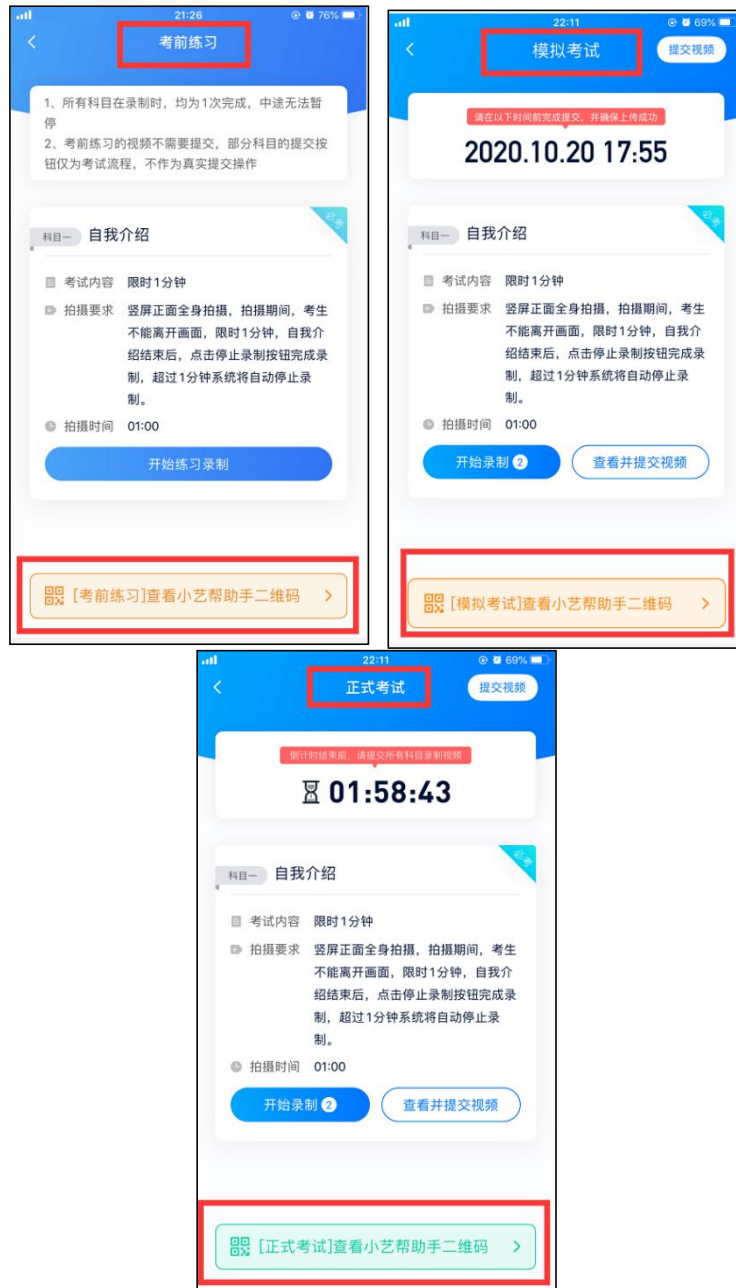 21:26
76%
考前练习
1、所有科目在录制时，均为1次完成，中途无法暂
停
2、考前练习的视频不需要提交，部分科目的提交按
钮仅为考试流程，不作为真实提交操作
必考
科目一 自我介绍
考试内容 限时1分钟
拍摄要求 竖屏正面全身拍摄，拍摄期间，考生
不能离开画面，限时1分钟，自我介
绍结束后，点击停止录制按钮完成录
制，超过1分钟系统将自动停止录
制。
拍摄时间 01:00
开始练习录制
[考前练习]查看小艺帮助手二维码
22:11
69%
模拟考试
提交视频
请在以下时间前完成提交，并确保上传成功
2020.10.20 17:55
必考
科目一 自我介绍
考试内容 限时1分钟
拍摄要求 竖屏正面全身拍摄，拍摄期间，考生
不能离开画面，限时1分钟，自我介
绍结束后，点击停止录制按钮完成录
制，超过1分钟系统将自动停止录
制。
拍摄时间 01:00
开始录制 2 查看并提交视频
[模拟考试]查看小艺帮助手二维码
22:11
69%
正式考试
提交视频
倒计时结束前，请提交所有科目录制视频
01:58:43
必考
科目一 自我介绍
考试内容 限时1分钟
拍摄要求 竖屏正面全身拍摄，拍摄期间，考生
不能离开画面，限时1分钟，自我介
绍结束后，点击停止录制按钮完成录
制，超过1分钟系统将自动停止录
制。
拍摄时间 01:00
开始录制 2 查看并提交视频
[正式考试]查看小艺帮助手二维码